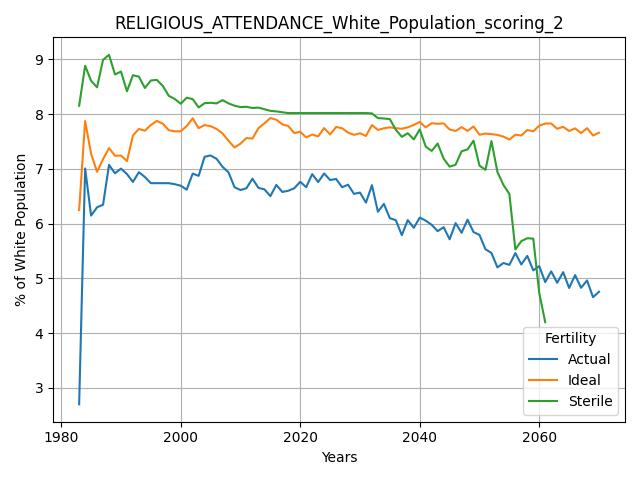 RELIGIOUS_ATTENDANCE_White_Population_scoring_2
% of White Population
9
8
7
6
5
4
3
1980
2000
2020
2040
2060
Years
Fertility
Actual
Ideal
Sterile